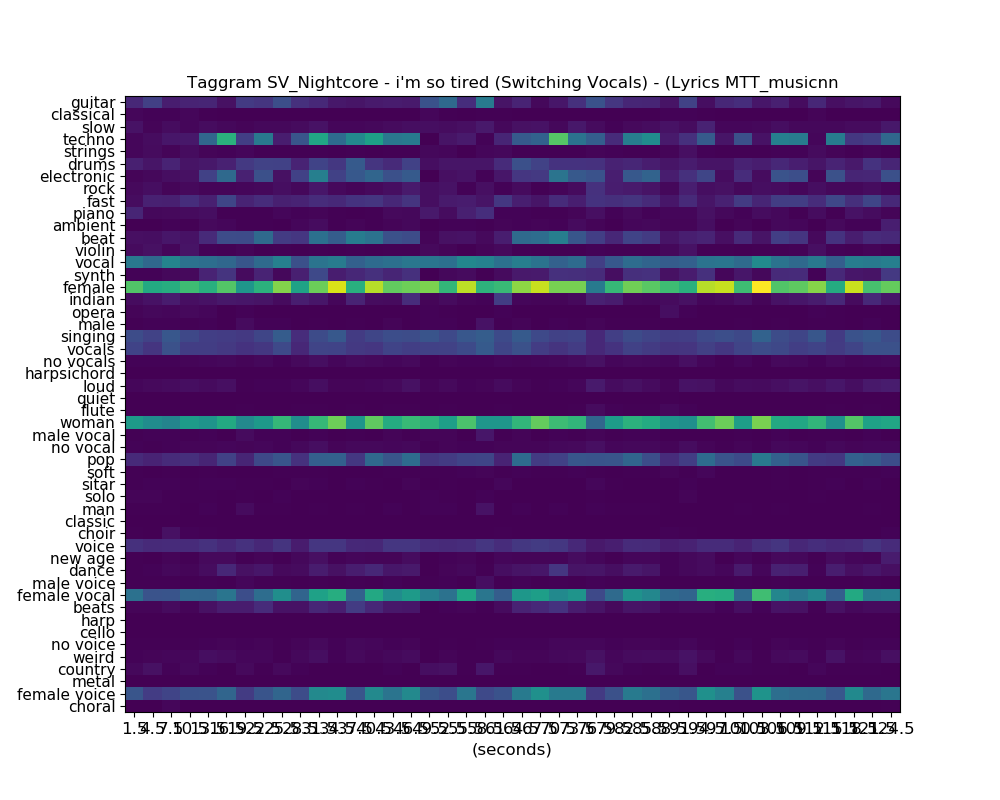 Taggram SV_Nightcore - i'm so tired (Switching Vocals) - (Lyrics MTT_musicnn
guitar
classical
slow
techno
strings
drums
electronic
rock
fast
piano
ambient
beat
violin
vocal
synth
female
indian
opera
male
singing
vocals
no vocals
harpsichord
loud
quiet
flute
woman
male vocal
no vocal
pop
soft
sitar
solo
man
classic
choir
voice
new age
dance
male voice
female vocal
beats
harp
cello
no voice
weird
country
metal
female voice
choral
(seconds)